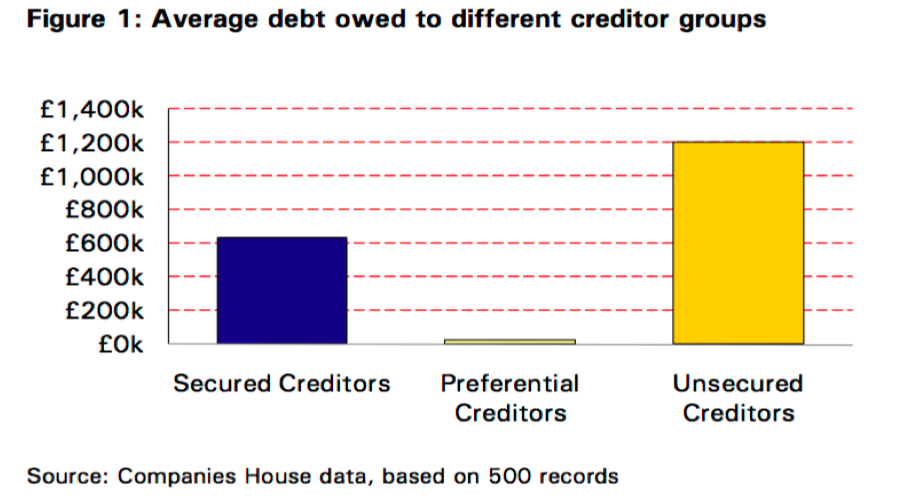 Figure 1: Average debt owed to different creditor groups
£1,400k
£1,200k
£1,000k
£800k
£600k
£400k
£200k
£0k
Secured Creditors
Preferential
Creditors
Unsecured
Creditors
Source: Companies House data, based on 500 records